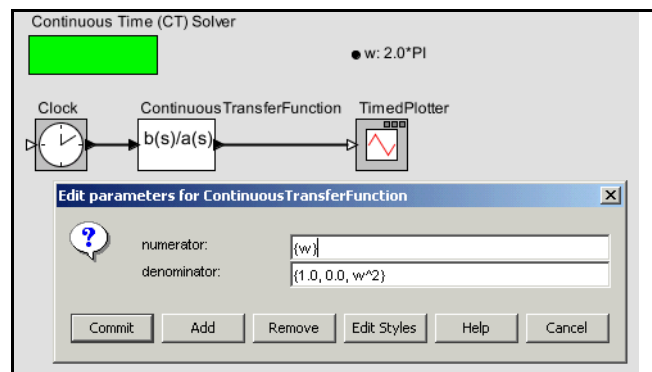 Continuous Time (CT) Solver
w: 2.0*PI
Clock
ContinuousTransferFunction
TimedPlotter
b(s)/a(s)
Edit parameters for ContinuousTransferFunction
numerator:
{w}
denominator:
{1.0, 0.0, w^2}
Commit
Add
Remove
Edit Styles
Help
Cancel